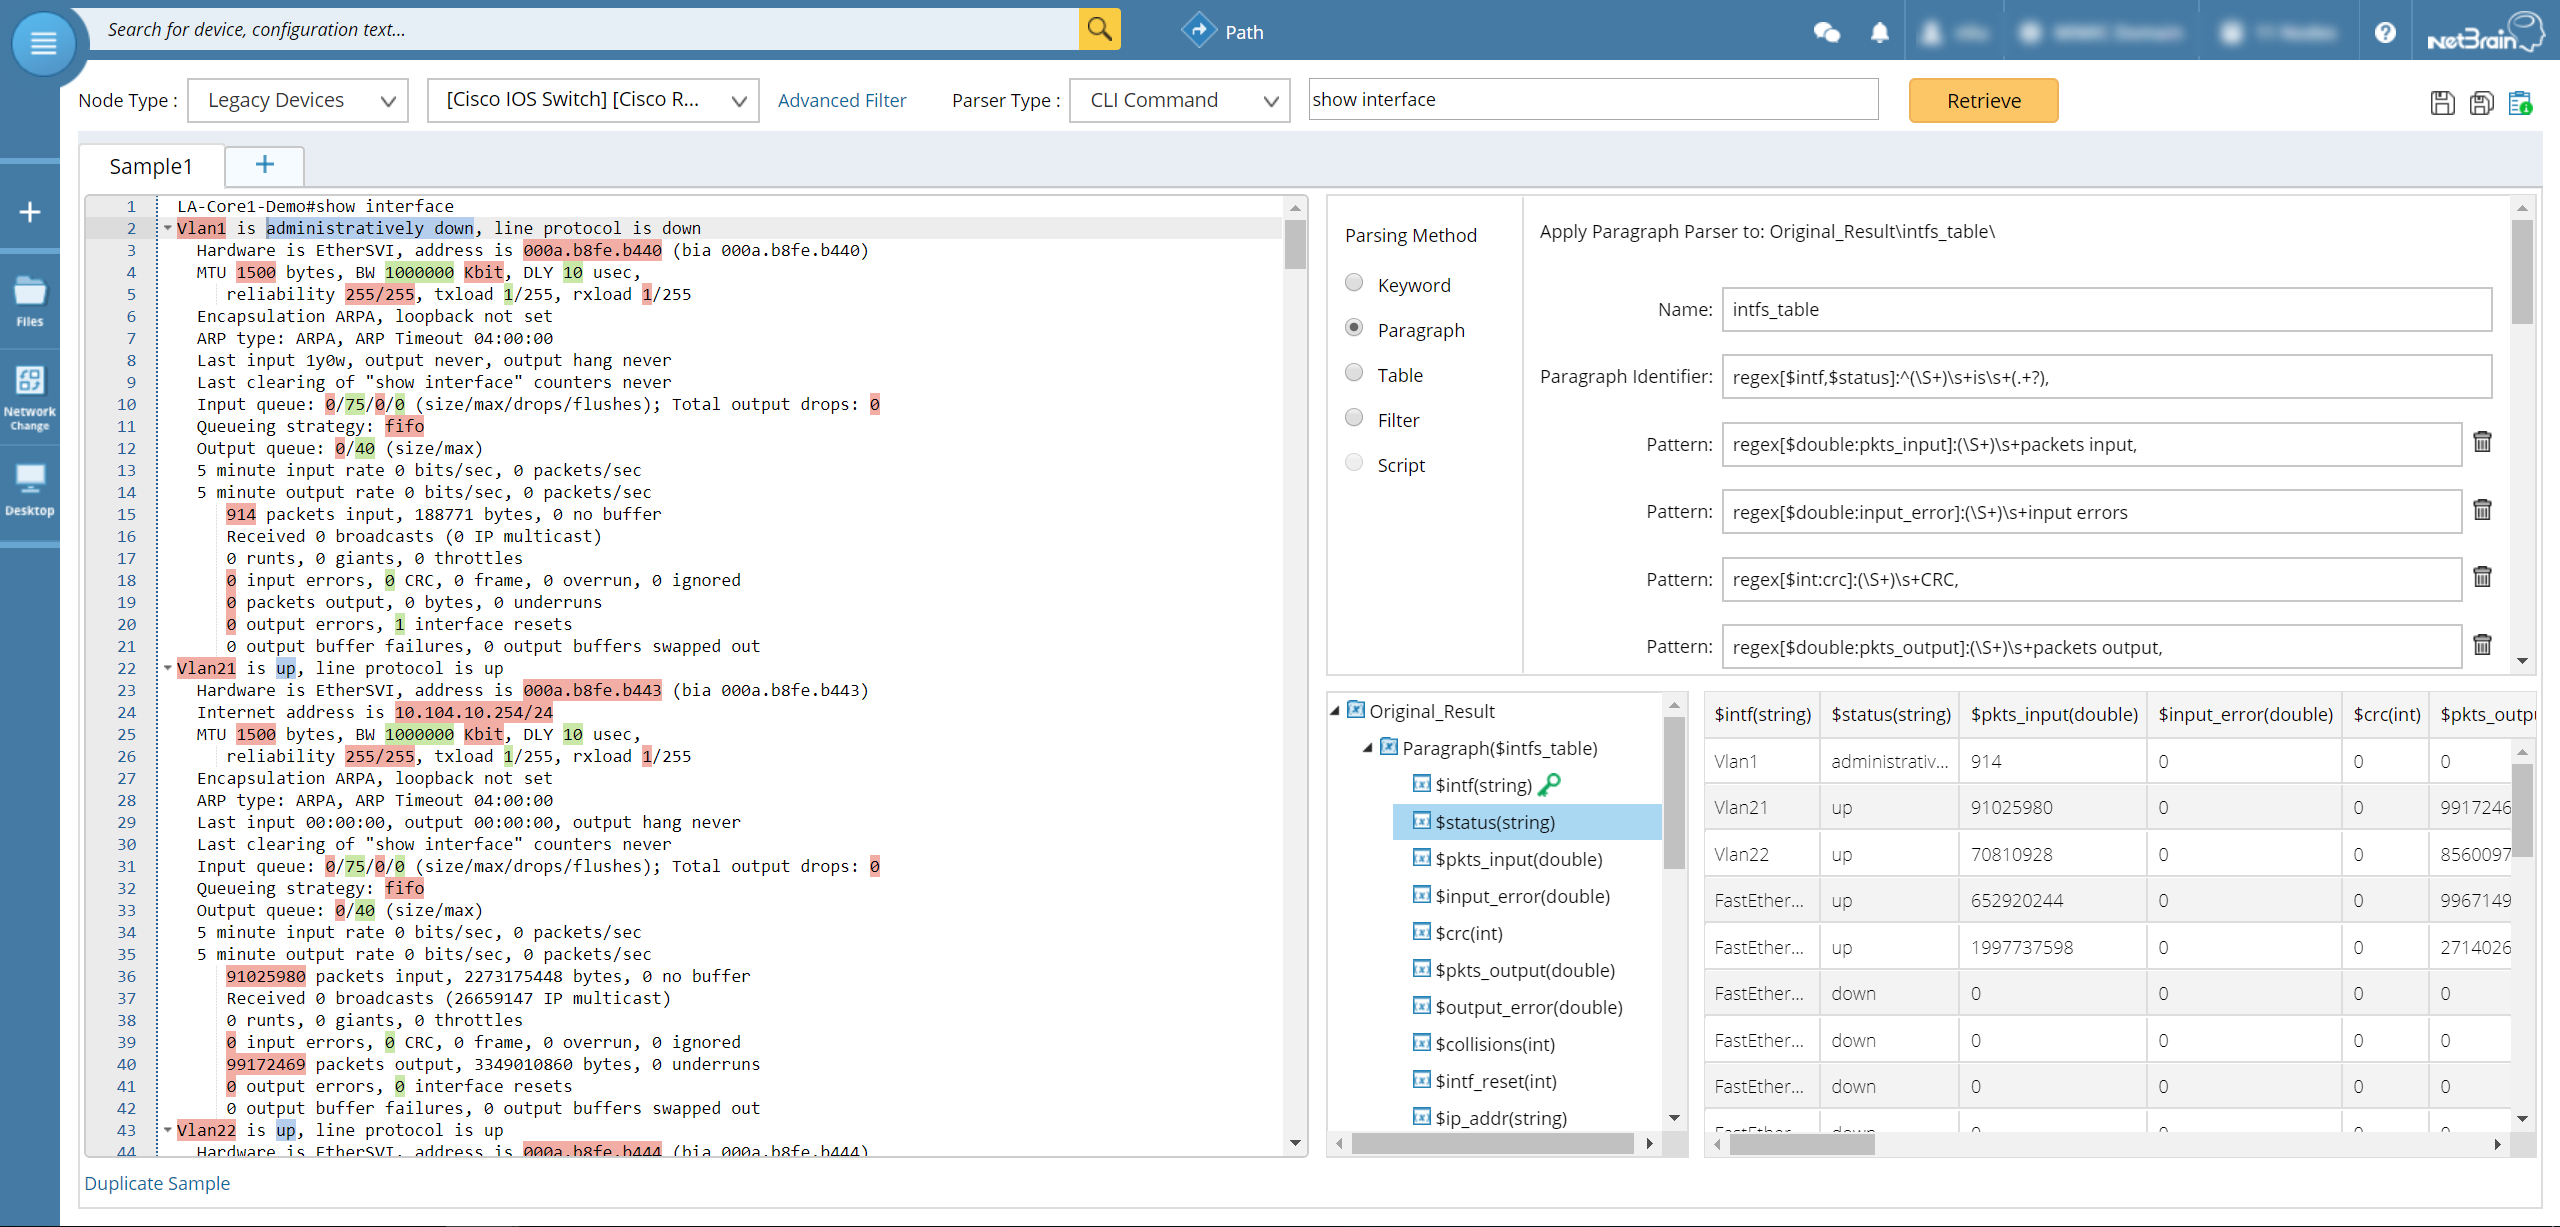 Search for device, configuration text...
Path
NetBrain
Node Type :
Legacy Devices
[Cisco IOS Switch] [Cisco R...
Advanced Filter
Parser Type :
CLI Command
show interface
Retrieve
Files
Network
Change
Desktop
Sample1
+
1 LA-Core1-Demo#show interface
2 Vlan1 is administratively down, line protocol is down
3 Hardware is EtherSVI, address is 000a.b8fe.b440 (bia 000a.b8fe.b440)
4 MTU 1500 bytes, BW 1000000 Kbit, DLY 10 usec,
5 reliability 255/255, txload 1/255, rxload 1/255
6 Encapsulation ARPA, loopback not set
7 ARP type: ARPA, ARP Timeout 04:00:00
8 Last input 1y0w, output never, output hang never
9 Last clearing of "show interface" counters never
10 Input queue: 0/75/0/0 (size/max/drops/flushes); Total output drops: 0
11 Queueing strategy: fifo
12 Output queue: 0/40 (size/max)
13 5 minute input rate 0 bits/sec, 0 packets/sec
14 5 minute output rate 0 bits/sec, 0 packets/sec
15 914 packets input, 188771 bytes, 0 no buffer
16 Received 0 broadcasts (0 IP multicast)
17 0 runts, 0 giants, 0 throttles
18 0 input errors, 0 CRC, 0 frame, 0 overrun, 0 ignored
19 0 packets output, 0 bytes, 0 underruns
20 0 output errors, 1 interface resets
21 0 output buffer failures, 0 output buffers swapped out
22 Vlan21 is up, line protocol is up
23 Hardware is EtherSVI, address is 000a.b8fe.b443 (bia 000a.b8fe.b443)
24 Internet address is 10.104.10.254/24
25 MTU 1500 bytes, BW 1000000 Kbit, DLY 10 usec,
26 reliability 255/255, txload 1/255, rxload 1/255
27 Encapsulation ARPA, loopback not set
28 ARP type: ARPA, ARP Timeout 04:00:00
29 Last input 00:00:00, output 00:00:00, output hang never
30 Last clearing of "show interface" counters never
31 Input queue: 0/75/0/0 (size/max/drops/flushes); Total output drops: 0
32 Queueing strategy: fifo
33 Output queue: 0/40 (size/max)
34 5 minute input rate 0 bits/sec, 0 packets/sec
35 5 minute output rate 0 bits/sec, 0 packets/sec
36 91025980 packets input, 2273175448 bytes, 0 no buffer
37 Received 0 broadcasts (26659147 IP multicast)
38 0 runts, 0 giants, 0 throttles
39 0 input errors, 0 CRC, 0 frame, 0 overrun, 0 ignored
40 99172469 packets output, 3349010860 bytes, 0 underruns
41 0 output errors, 0 interface resets
42 0 output buffer failures, 0 output buffers swapped out
43 Vlan22 is up, line protocol is up
44 Hardware is EtherSVI, address is 000a.b8fe.b444 (bia 000a.b8fe.b444)
Duplicate Sample
Parsing Method
Keyword
Paragraph
Table
Filter
Script
Apply Paragraph Parser to: Original_Result\intfs_table\
Name: intfs_table
Paragraph Identifier: regex[$intf,$status]:^(\S+)\s+is\s+(.+?),
Pattern: regex[$double:pkts_input]:(\S+)\s+packets input,
Pattern: regex[$double:input_error]:(\S+)\s+input errors
Pattern: regex[$int:crc]:(\S+)\s+CRC,
Pattern: regex[$double:pkts_output]:(\S+)\s+packets output,
Original_Result
Paragraph($intfs_table)
$intf(string)
$status(string)
$pkts_input(double)
$input_error(double)
$crc(int)
$pkts_output(double)
$output_error(double)
$collisions(int)
$intf_reset(int)
$ip_addr(string)
$intf(string) $status(string) $pkts_input(double) $input_error(double) $crc(int) $pkts_outp
Vlan1 administrativ... 914 0 0 0
Vlan21 up 91025980 0 0 9917246
Vlan22 up 70810928 0 0 8560097
FastEther... up 652920244 0 0 9967149
FastEther... up 1997737598 0 0 2714026
FastEther... down 0 0 0 0
FastEther... down 0 0 0 0
FastEther... down 0 0 0 0
FastEther... down 0 0 0 0